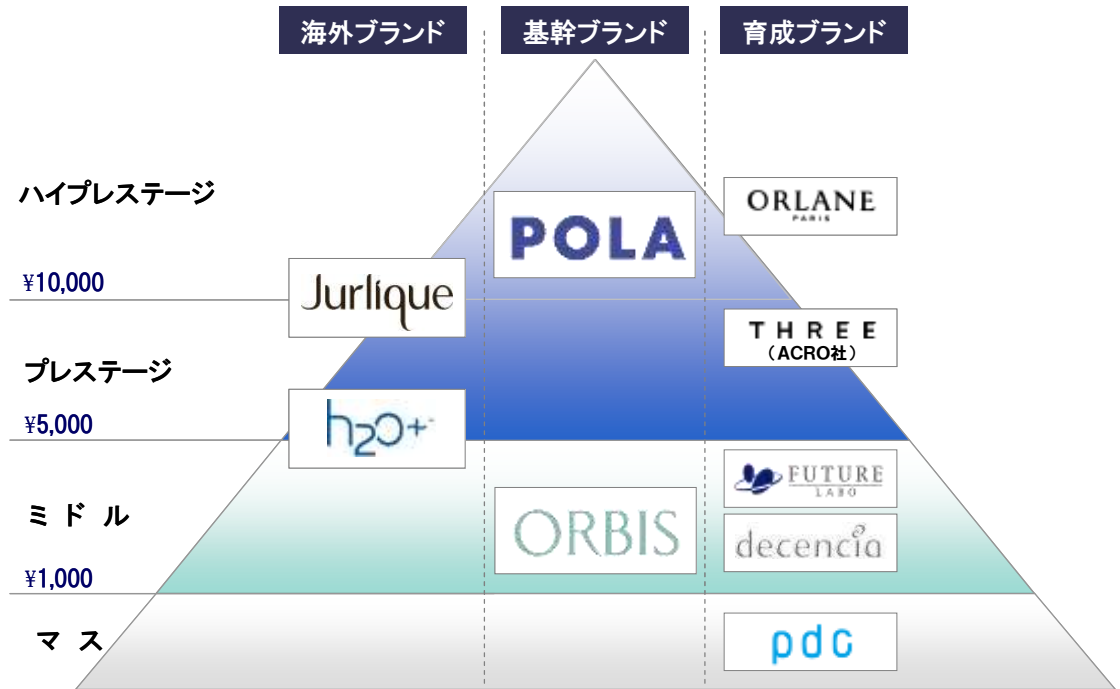 海外ブランド
基幹ブランド
育成ブランド
ハイプレステージ
POLA
ORLANE
PARIS
¥10,000
Jurlique
THREE
（ACRO社）
プレステージ
¥5,000
h2o+
FUTURE
LABO
ミドル
ORBIS
decencia
¥1,000
マス
pdc